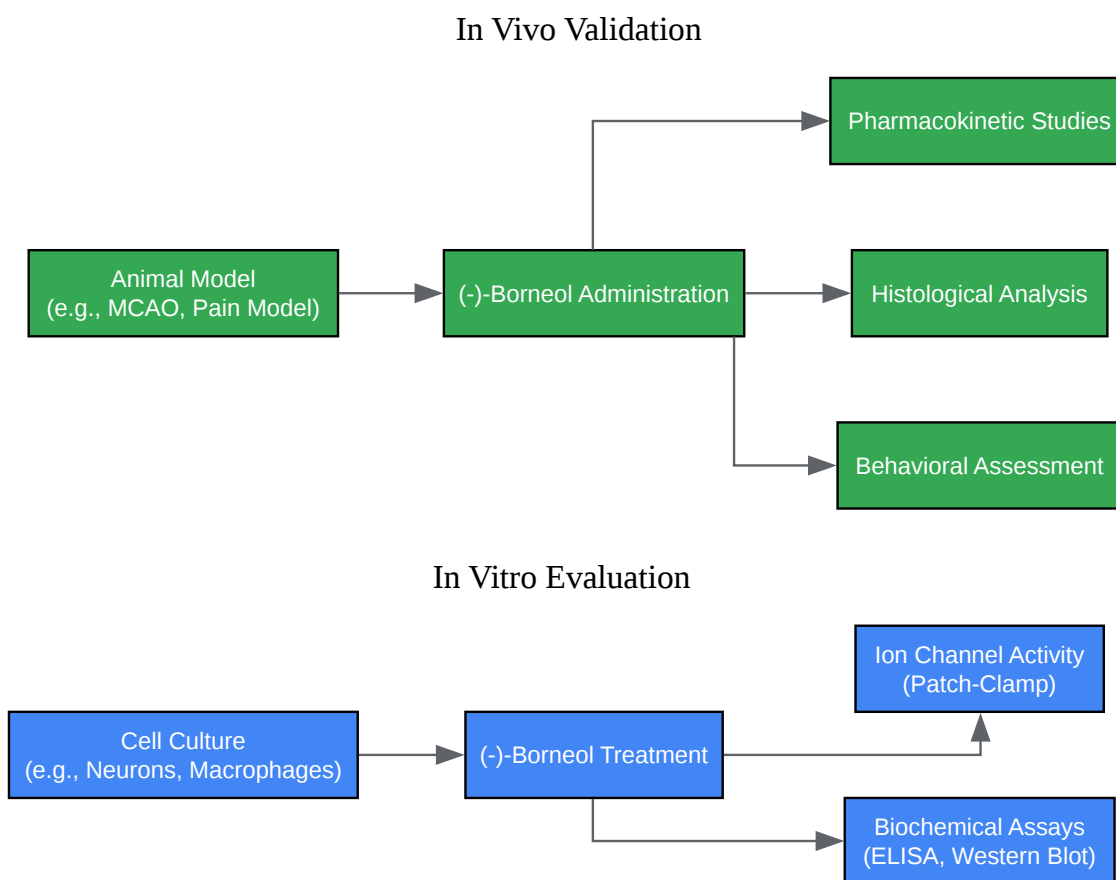 In Vivo Validation
Pharmacokinetic Studies
Animal Model
(e.g., MCAO, Pain Model)
(-)-Borneol Administration
Histological Analysis
Behavioral Assessment
In Vitro Evaluation
Ion Channel Activity
(Patch-Clamp)
Cell Culture
(e.g., Neurons, Macrophages)
(-)-Borneol Treatment
Biochemical Assays
(ELISA, Western Blot)